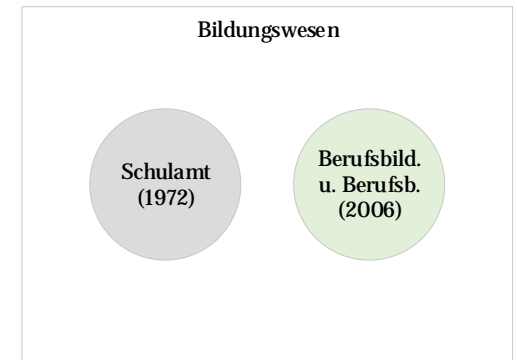 Bildungswesen
Schulamt
(1972)
Berufsbild.
u. Berufsb.
(2006)